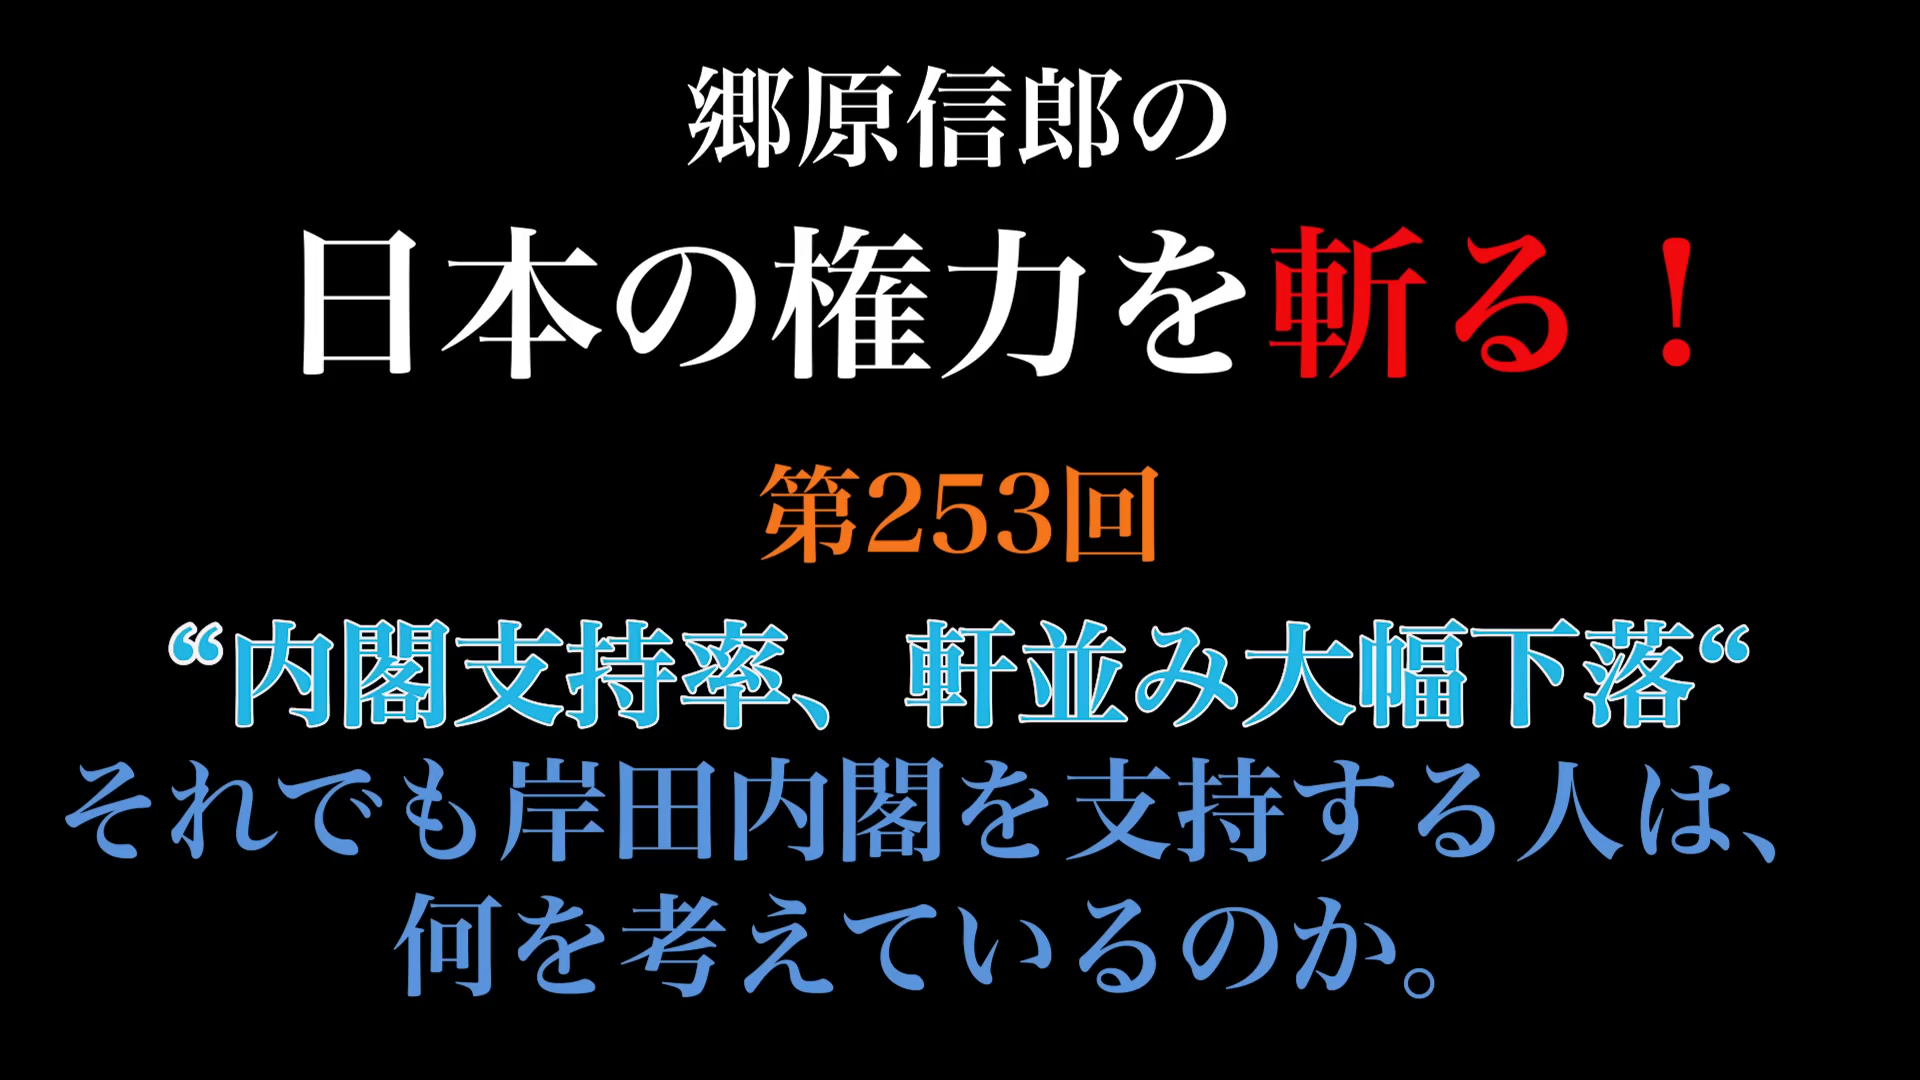 郷原信郎の
日本の権力を斬る！
第253回
“内閣支持率、軒並み大幅下落“
それでも岸田内閣を支持する人は、
何を考えているのか。